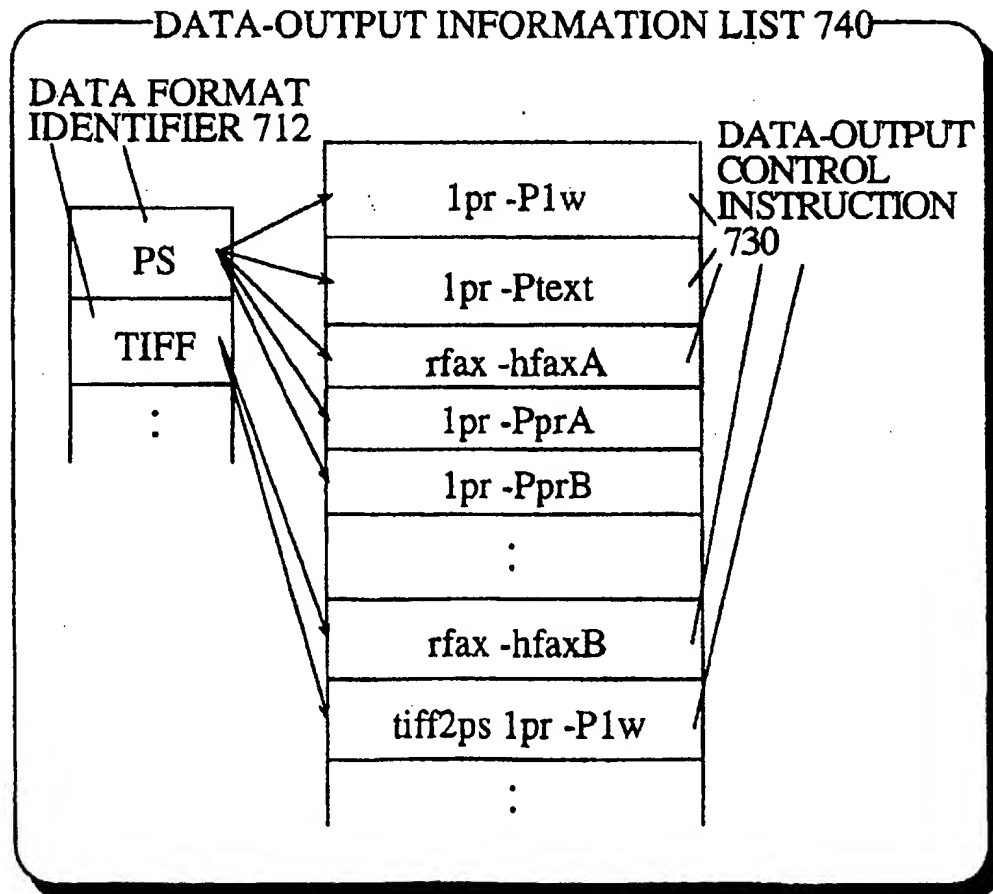 DATA-OUTPUT INFORMATION LIST 740
DATA FORMAT
IDENTIFIER 712
PS
TIFF
:
1pr -P1w
1pr -Ptext
rfax -hfaxA
1pr -PprA
1pr -PprB
:
rfax -hfaxB
tiff2ps 1pr -P1w
:
DATA-OUTPUT
CONTROL
INSTRUCTION
730